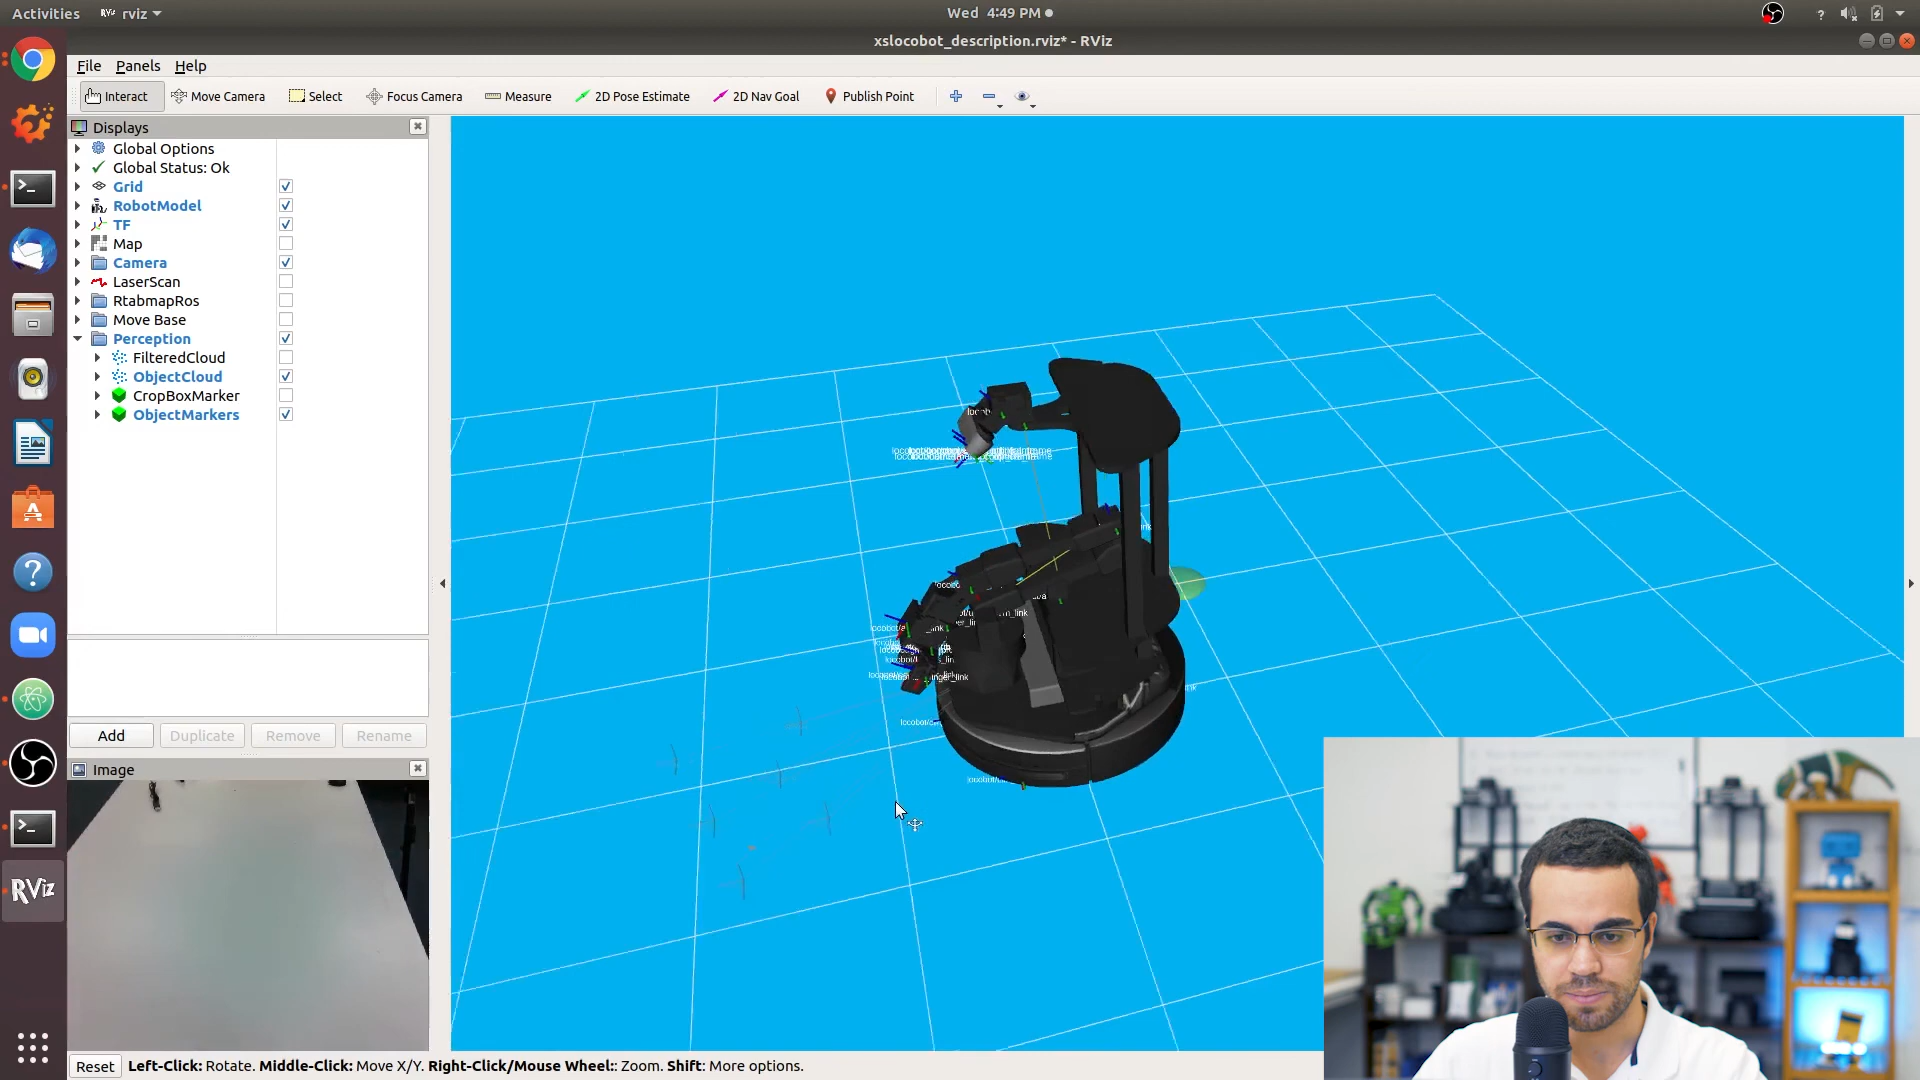 Activities
rviz
Wed 4:49 PM
?
xslocobot_description.rviz* - RViz
File Panels Help
Interact Move Camera Select Focus Camera Measure 2D Pose Estimate 2D Nav Goal Publish Point
Displays
Global Options
Global Status: Ok
Grid
RobotModel
TF
Map
Camera
LaserScan
RtabmapRos
Move Base
Perception
FilteredCloud
ObjectCloud
CropBoxMarker
ObjectMarkers
Add Duplicate Remove Rename
Image
RViz
Reset Left-Click: Rotate. Middle-Click: Move X/Y. Right-Click/Mouse Wheel:: Zoom. Shift: More options.